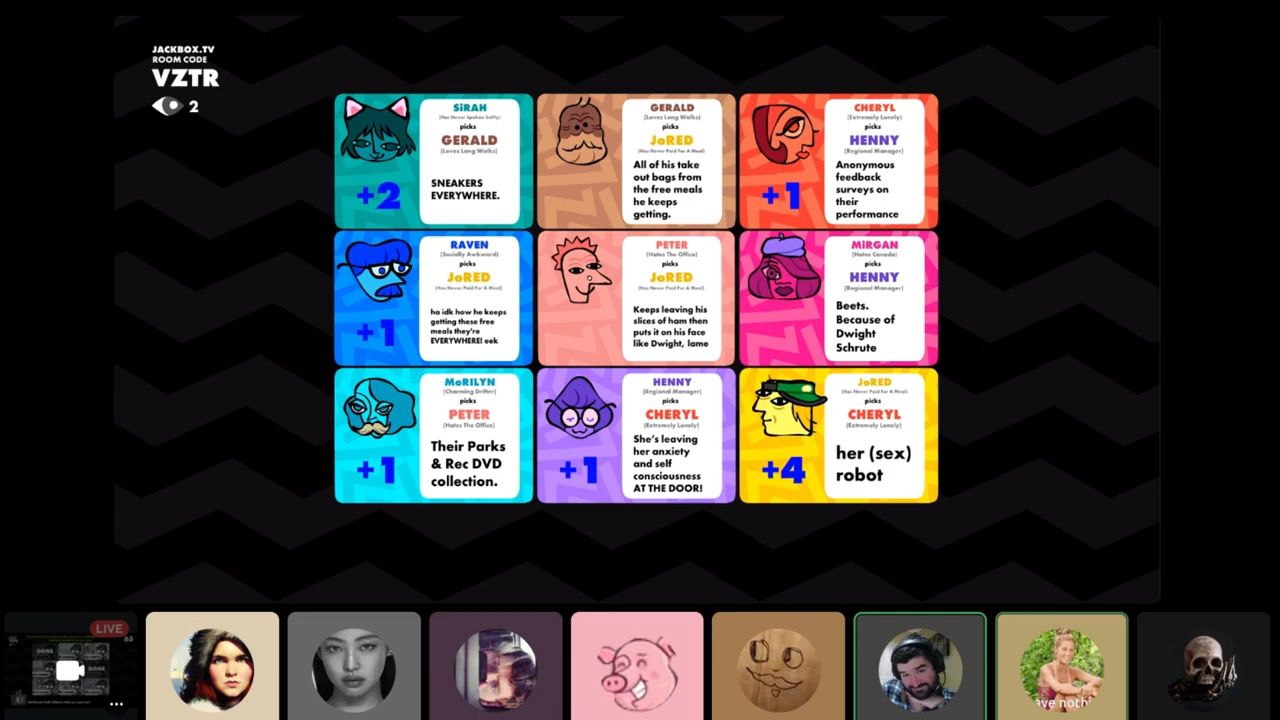 JACKBOX.TV
ROOM CODE
VZTR
2
SiRAH
(Has Never Spoken Softly)
picks
GERALD
(Loves Long Walks)
SNEAKERS
EVERYWHERE.
+2
GERALD
(Loves Long Walks)
picks
JoRED
(Has Never Paid For A Meal)
All of his take
out bags from
the free meals
he keeps
getting.
CHERYL
(Extremely Lonely)
picks
HENNY
(Regional Manager)
Anonymous
feedback
surveys on
their
performance
+1
RAVEN
(Socially Awkward)
picks
JoRED
(Has Never Paid For A Meal)
ha idk how he keeps
getting these free
meals they're
EVERYWHERE! eek
+1
PETER
(Hates The Office)
picks
JoRED
(Has Never Paid For A Meal)
Keeps leaving his
slices of ham then
puts it on his face
like Dwight, lame
MiRGAN
(Hates Canada)
picks
HENNY
(Regional Manager)
Beets.
Because of
Dwight
Schrute
MoRILYN
(Charming Drifter)
picks
PETER
(Hates The Office)
Their Parks
& Rec DVD
collection.
+1
HENNY
(Regional Manager)
picks
CHERYL
(Extremely Lonely)
She's leaving
her anxiety
and self
consciousness
AT THE DOOR!
+1
JoRED
(Has Never Paid For A Meal)
picks
CHERYL
(Extremely Lonely)
her (sex)
robot
+4
LIVE
63
DONE
DONE